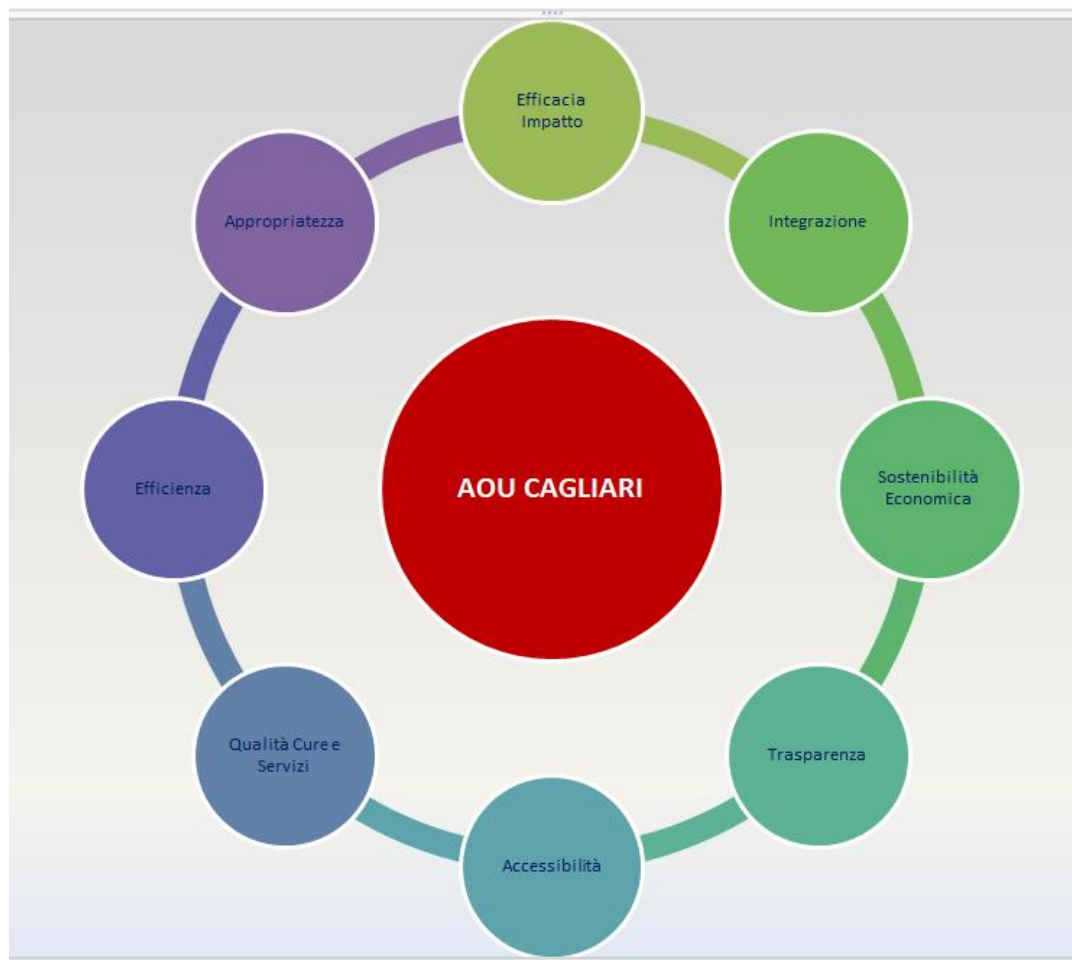 Efficacia
Impatto
Integrazione
Sostenibilità
Economica
Trasparenza
Accessibilità
Qualità Cure e
Servizi
Efficienza
Appropriatezza
AOU CAGLIARI